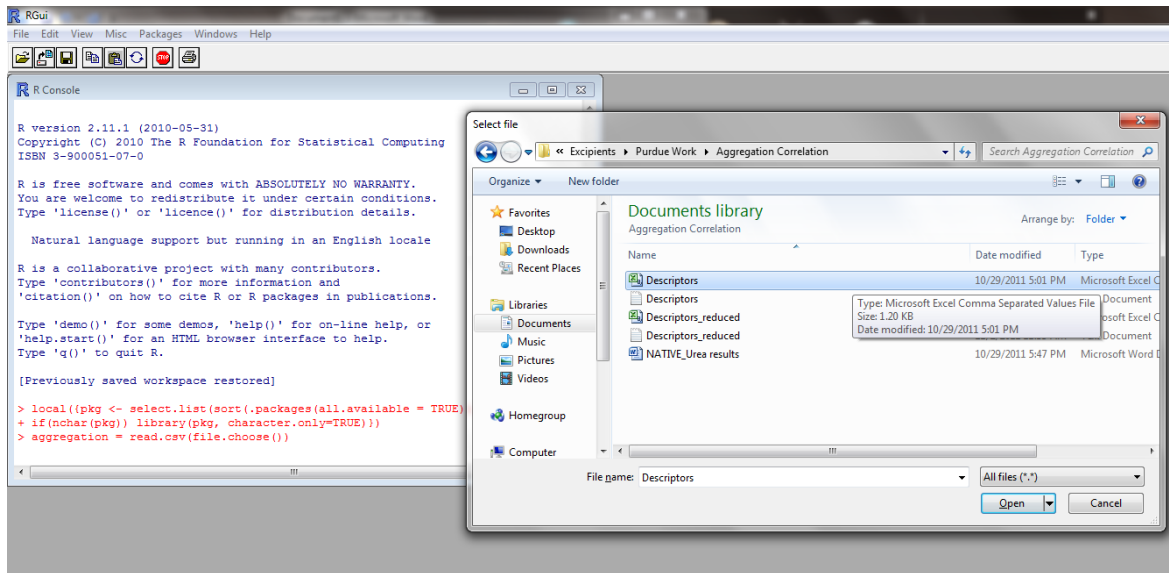 RGui
File Edit View Misc Packages Windows Help
STOP
R Console
R version 2.11.1 (2010-05-31)
Copyright (C) 2010 The R Foundation for Statistical Computing
ISBN 3-900051-07-0
R is free software and comes with ABSOLUTELY NO WARRANTY.
You are welcome to redistribute it under certain conditions.
Type 'license()' or 'licence()' for distribution details.
Natural language support but running in an English locale
R is a collaborative project with many contributors.
Type 'contributors()' for more information and
'citation()' on how to cite R or R packages in publications.
Type 'demo()' for some demos, 'help()' for on-line help, or
'help.start()' for an HTML browser interface to help.
Type 'q()' to quit R.
[Previously saved workspace restored]
> local({pkg <- select.list(sort(.packages(all.available = TRUE)
+ if(nchar(pkg)) library(pkg, character.only=TRUE)})
> aggregation = read.csv(file.choose())
Select file
« Excipients Purdue Work Aggregation Correlation
Search Aggregation Correlation
Organize New folder
Favorites
Desktop
Downloads
Recent Places
Libraries
Documents
Music
Pictures
Videos
Homegroup
Computer
Documents library
Aggregation Correlation
Arrange by: Folder
Name Date modified Type
Descriptors 10/29/2011 5:01 PM Microsoft Excel C
Descriptors Document
Descriptors_reduced osoft Excel C
Descriptors_reduced Document
NATIVE_Urea results 10/29/2011 5:47 PM Microsoft Word D
Type: Microsoft Excel Comma Separated Values File
Size: 1.20 KB
Date modified: 10/29/2011 5:01 PM
File name: Descriptors
All files (*.*)
Open Cancel